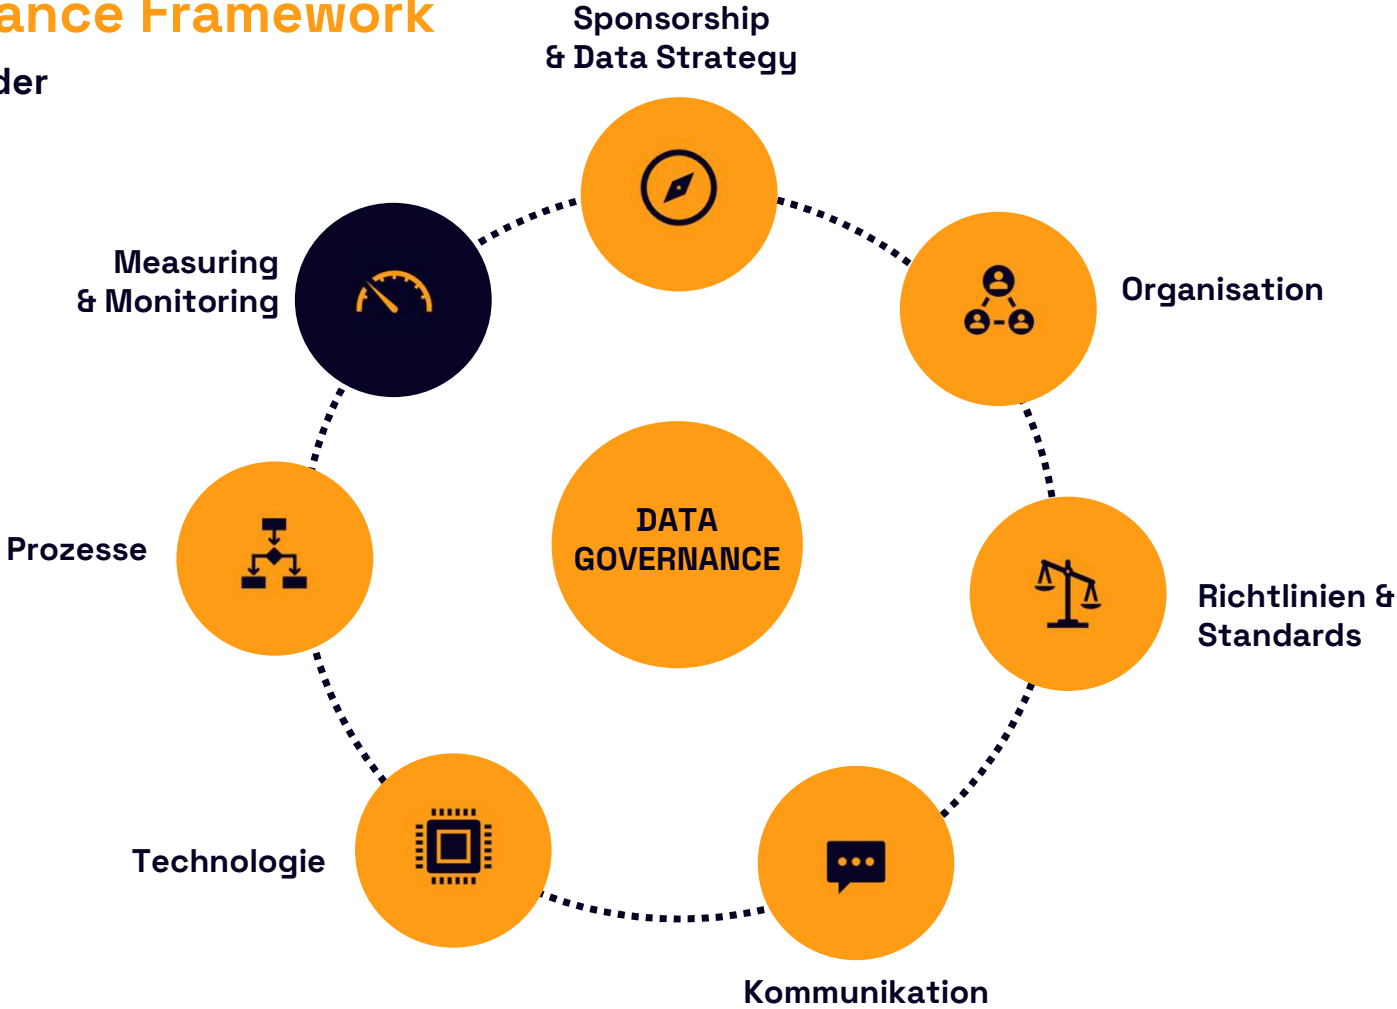 ance Framework
der
Sponsorship
& Data Strategy
Measuring
& Monitoring
Organisation
DATA
GOVERNANCE
Prozesse
Richtlinien &
Standards
Technologie
Kommunikation